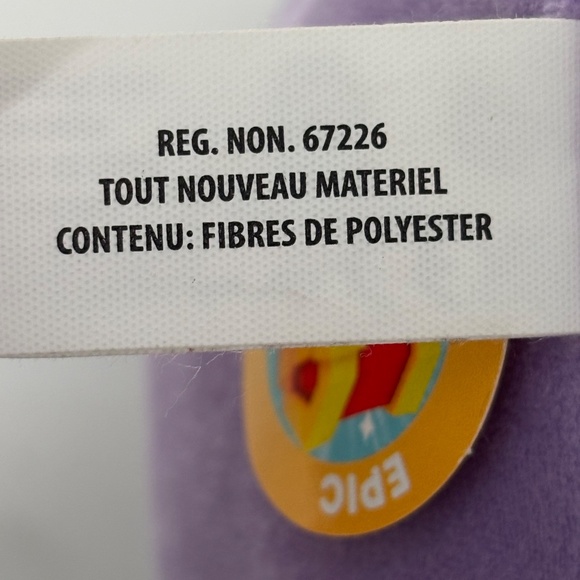 REG. NON. 67226
TOUT NOUVEAU MATERIEL
CONTENU: FIBRES DE POLYESTER
EPIC